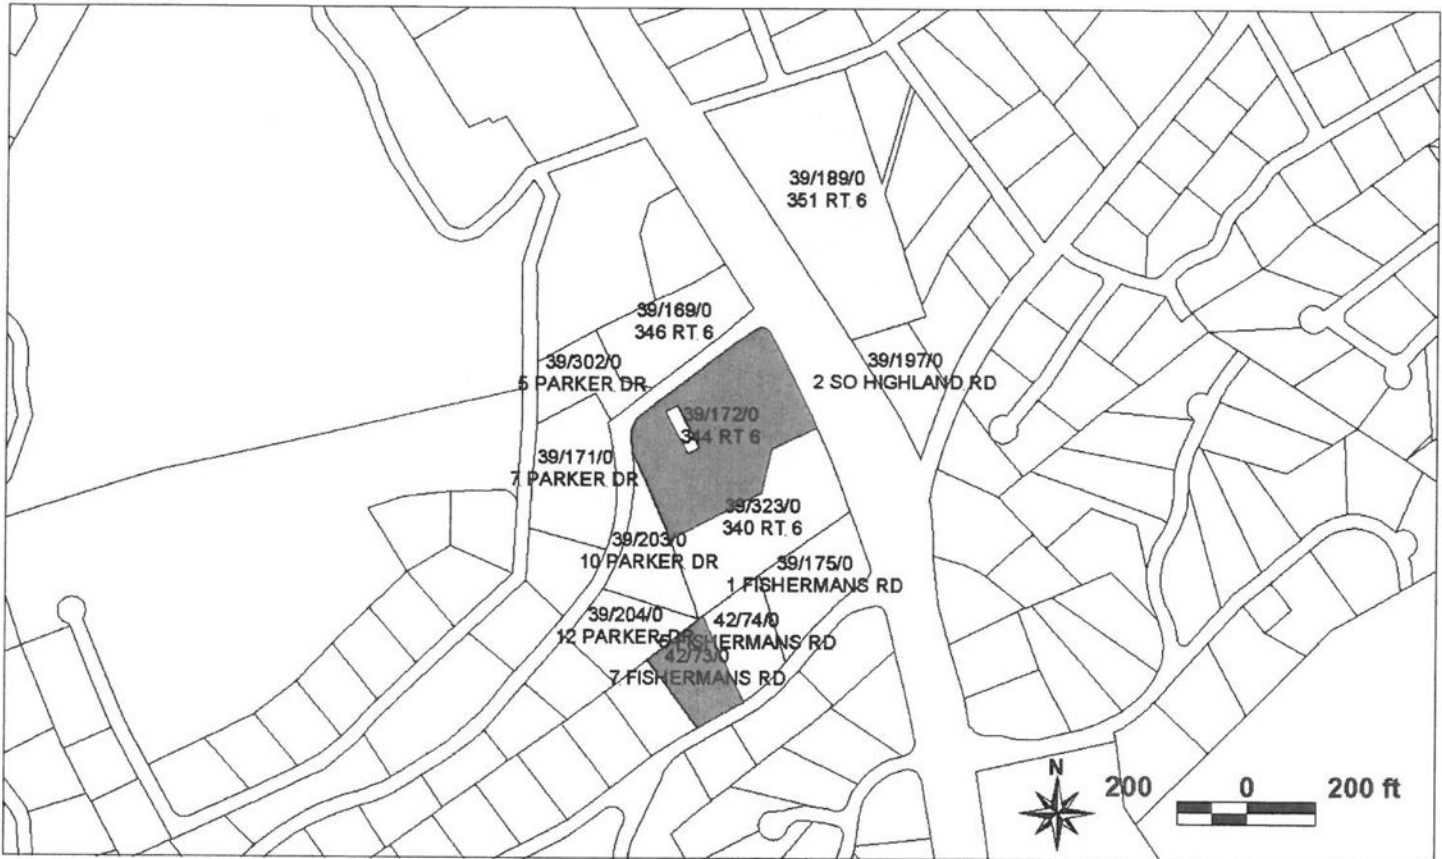 39/189/0
351 RT 6
39/169/0
346 RT 6
39/302/0
5 PARKER DR
39/197/0
2 SO HIGHLAND RD
39/172/0
344 RT 6
39/171/0
7 PARKER DR
39/323/0
340 RT 6
39/203/0
10 PARKER DR
39/175/0
1 FISHERMANS RD
39/204/0
12 PARKER DR
42/74/0
5 FISHERMANS RD
42/73/0
7 FISHERMANS RD
N
200 0 200 ft